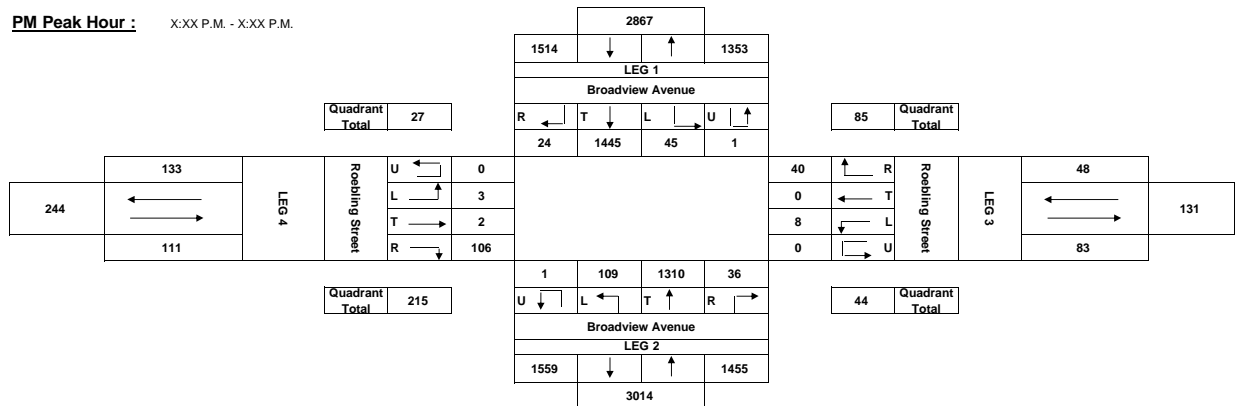 PM Peak Hour : X:XX P.M. - X:XX P.M.
2867
1514 1353
LEG 1
Broadview Avenue
Quadrant Total 27
R T L U
85 Quadrant Total
24 1445 45 1
133 U 0 40 R 48
244 L 3 0 T 131
LEG 4 Roebling Street Roebling Street LEG 3
T 2 8 L
111 R 106 0 U 83
1 109 1310 36
Quadrant Total 215
U L T R
44 Quadrant Total
Broadview Avenue
LEG 2
1559 1455
3014